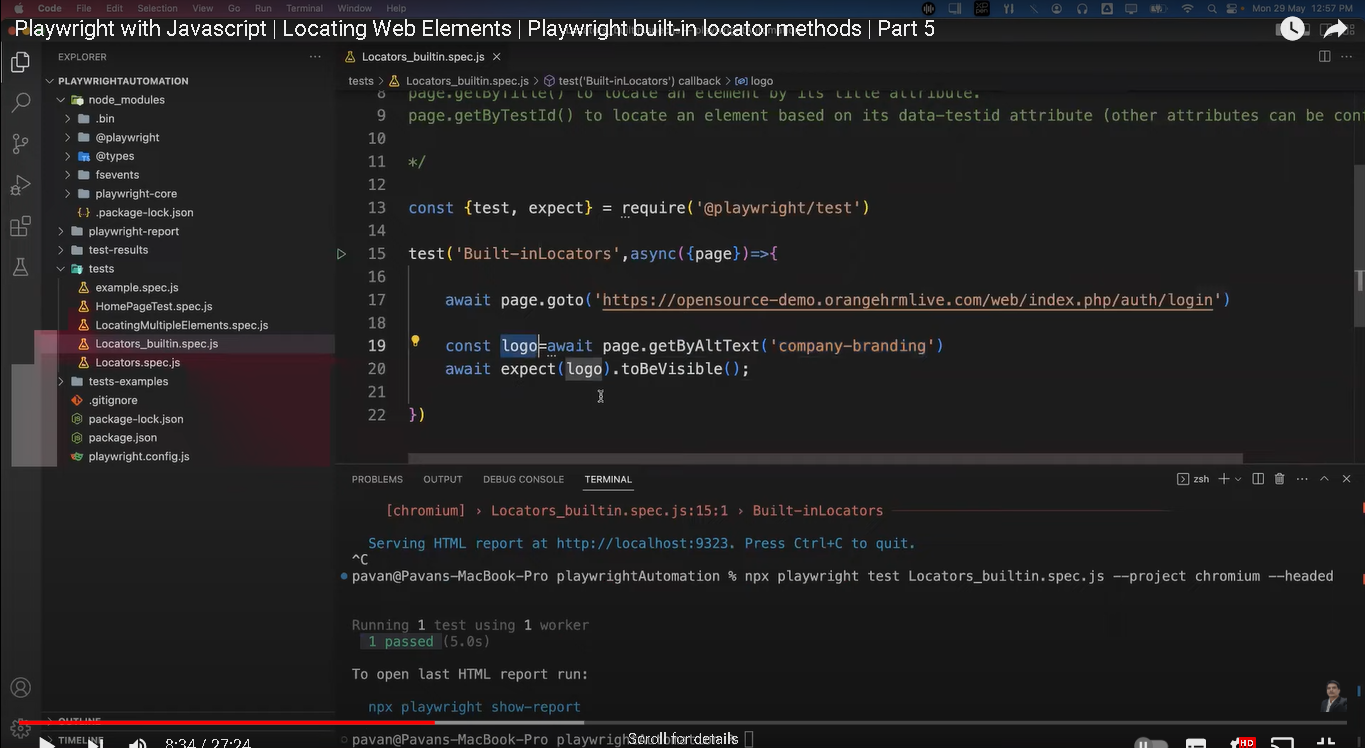 Code File Edit Selection View Go Run Terminal Window Help
Mon 29 May 12:57 PM
Playwright with Javascript | Locating Web Elements | Playwright built-in locator methods | Part 5
EXPLORER
PLAYWRIGHTAUTOMATION
node_modules
.bin
@playwright
@types
fsevents
playwright-core
.package-lock.json
playwright-report
test-results
tests
example.spec.js
HomePageTest.spec.js
LocatingMultipleElements.spec.js
Locators_builtin.spec.js
Locators.spec.js
tests-examples
.gitignore
package-lock.json
package.json
playwright.config.js
OUTLINE
TIMELINE
Locators_builtin.spec.js
tests > Locators_builtin.spec.js > test('Built-inLocators') callback > logo
8 page.getByTitle() to locate an element by its title attribute.
9 page.getByTestId() to locate an element based on its data-testid attribute (other attributes can be con
10
11 */
12
13 const {test, expect} = require('@playwright/test')
14
15 test('Built-inLocators',async({page})=>{
16
17 await page.goto('https://opensource-demo.orangehrmlive.com/web/index.php/auth/login')
18
19 const logo=await page.getByAltText('company-branding')
20 await expect(logo).toBeVisible();
21
22 })
PROBLEMS OUTPUT DEBUG CONSOLE TERMINAL
zsh
[chromium] › Locators_builtin.spec.js:15:1 › Built-inLocators
Serving HTML report at http://localhost:9323. Press Ctrl+C to quit.
^C
pavan@Pavans-MacBook-Pro playwrightAutomation % npx playwright test Locators_builtin.spec.js --project chromium --headed
Running 1 test using 1 worker
1 passed (5.0s)
To open last HTML report run:
npx playwright show-report
pavan@Pavans-MacBook-Pro
Scroll for details
8:34 / 27:24
HD